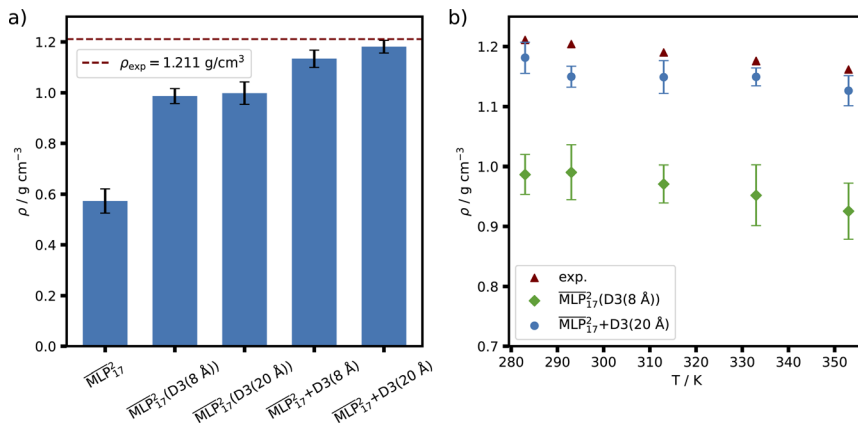 a)
1.2
1.0
0.8
0.6
0.4
0.2
0.0
ρ / g cm⁻³
ρexp = 1.211 g/cm³
MLP²₁₇
MLP²₁₇(D3(8 Å))
MLP²₁₇(D3(20 Å))
MLP²₁₇+D3(8 Å)
MLP²₁₇+D3(20 Å)
b)
1.2
1.1
1.0
0.9
0.8
0.7
ρ / g cm⁻³
exp.
MLP²₁₇(D3(8 Å))
MLP²₁₇+D3(20 Å)
280 290 300 310 320 330 340 350
T / K